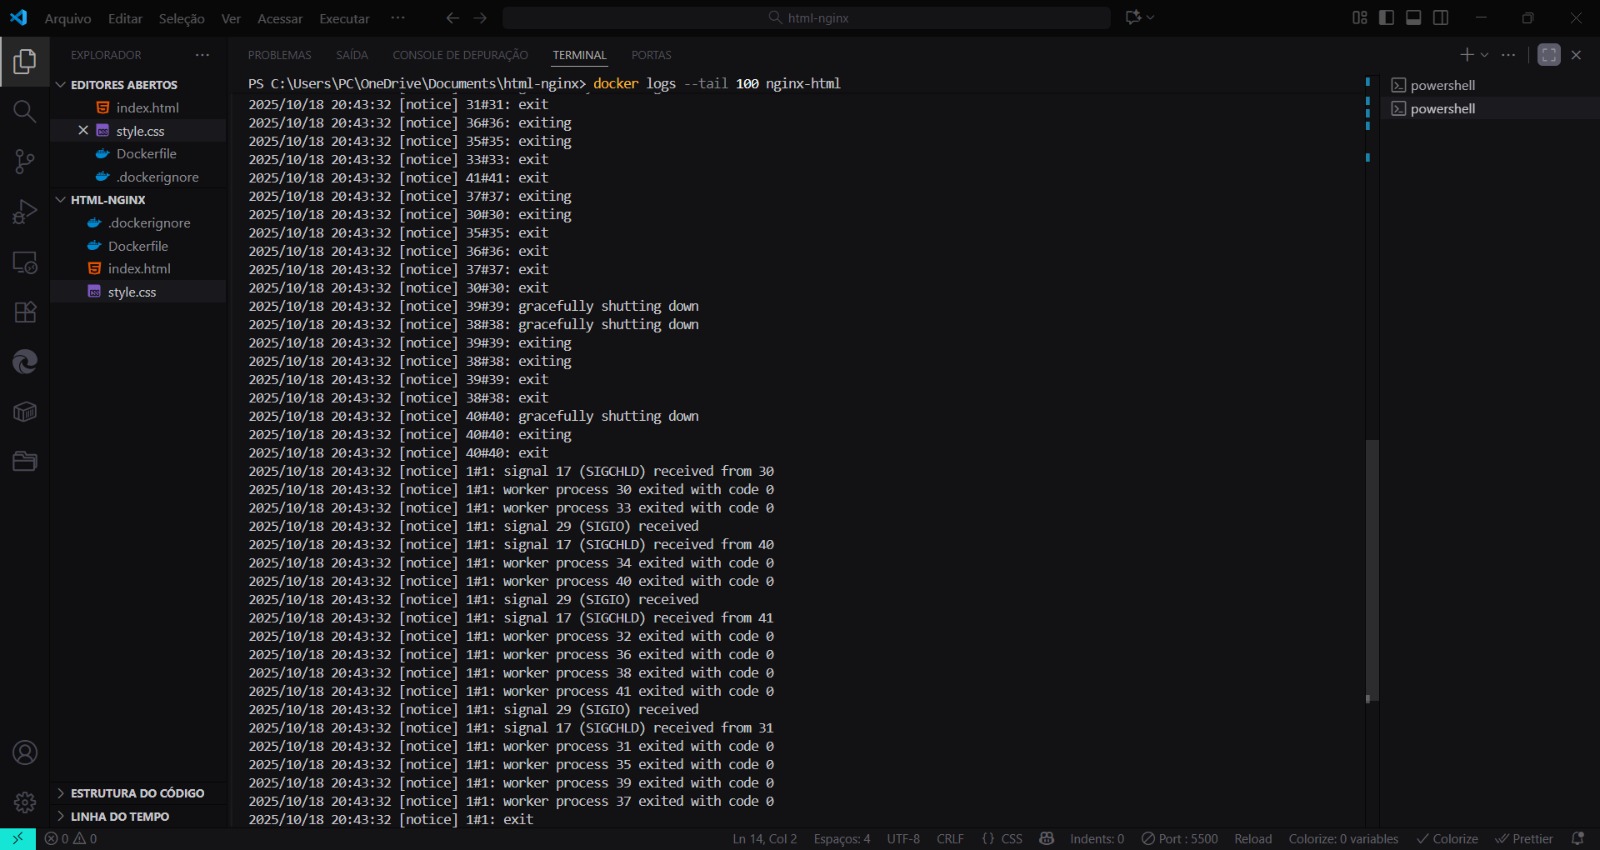 Arquivo Editar Seleção Ver Acessar Executar ··· html-nginx
EXPLORADOR ···
EDITORES ABERTOS
index.html
style.css
Dockerfile
.dockerignore
HTML-NGINX
.dockerignore
Dockerfile
index.html
style.css
ESTRUTURA DO CÓDIGO
LINHA DO TEMPO
PROBLEMAS SAÍDA CONSOLE DE DEPURAÇÃO TERMINAL PORTAS
PS C:\Users\PC\OneDrive\Documents\html-nginx> docker logs --tail 100 nginx-html
2025/10/18 20:43:32 [notice] 31#31: exit
2025/10/18 20:43:32 [notice] 36#36: exiting
2025/10/18 20:43:32 [notice] 35#35: exiting
2025/10/18 20:43:32 [notice] 33#33: exit
2025/10/18 20:43:32 [notice] 41#41: exit
2025/10/18 20:43:32 [notice] 37#37: exiting
2025/10/18 20:43:32 [notice] 30#30: exiting
2025/10/18 20:43:32 [notice] 35#35: exit
2025/10/18 20:43:32 [notice] 36#36: exit
2025/10/18 20:43:32 [notice] 37#37: exit
2025/10/18 20:43:32 [notice] 30#30: exit
2025/10/18 20:43:32 [notice] 39#39: gracefully shutting down
2025/10/18 20:43:32 [notice] 38#38: gracefully shutting down
2025/10/18 20:43:32 [notice] 39#39: exiting
2025/10/18 20:43:32 [notice] 38#38: exiting
2025/10/18 20:43:32 [notice] 39#39: exit
2025/10/18 20:43:32 [notice] 38#38: exit
2025/10/18 20:43:32 [notice] 40#40: gracefully shutting down
2025/10/18 20:43:32 [notice] 40#40: exiting
2025/10/18 20:43:32 [notice] 40#40: exit
2025/10/18 20:43:32 [notice] 1#1: signal 17 (SIGCHLD) received from 30
2025/10/18 20:43:32 [notice] 1#1: worker process 30 exited with code 0
2025/10/18 20:43:32 [notice] 1#1: worker process 33 exited with code 0
2025/10/18 20:43:32 [notice] 1#1: signal 29 (SIGIO) received
2025/10/18 20:43:32 [notice] 1#1: signal 17 (SIGCHLD) received from 40
2025/10/18 20:43:32 [notice] 1#1: worker process 34 exited with code 0
2025/10/18 20:43:32 [notice] 1#1: worker process 40 exited with code 0
2025/10/18 20:43:32 [notice] 1#1: signal 29 (SIGIO) received
2025/10/18 20:43:32 [notice] 1#1: signal 17 (SIGCHLD) received from 41
2025/10/18 20:43:32 [notice] 1#1: worker process 32 exited with code 0
2025/10/18 20:43:32 [notice] 1#1: worker process 36 exited with code 0
2025/10/18 20:43:32 [notice] 1#1: worker process 38 exited with code 0
2025/10/18 20:43:32 [notice] 1#1: worker process 41 exited with code 0
2025/10/18 20:43:32 [notice] 1#1: signal 29 (SIGIO) received
2025/10/18 20:43:32 [notice] 1#1: signal 17 (SIGCHLD) received from 31
2025/10/18 20:43:32 [notice] 1#1: worker process 31 exited with code 0
2025/10/18 20:43:32 [notice] 1#1: worker process 35 exited with code 0
2025/10/18 20:43:32 [notice] 1#1: worker process 39 exited with code 0
2025/10/18 20:43:32 [notice] 1#1: worker process 37 exited with code 0
2025/10/18 20:43:32 [notice] 1#1: exit
powershell
powershell
0 0 Ln 14, Col 2 Espaços: 4 UTF-8 CRLF {} CSS Indents: 0 Port : 5500 Reload Colorize: 0 variables Colorize Prettier